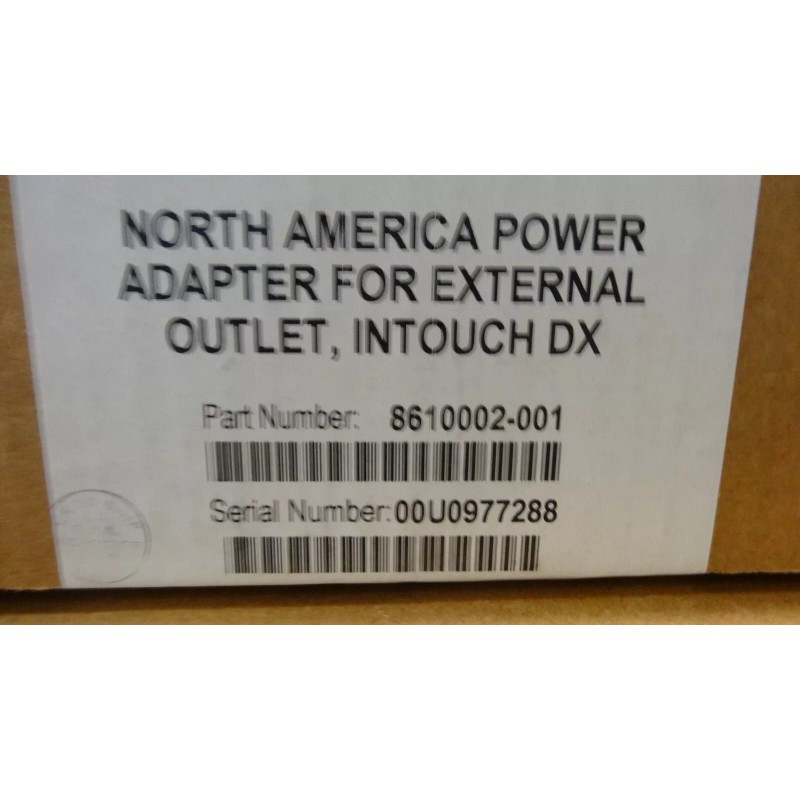 NORTH AMERICA POWER
ADAPTER FOR EXTERNAL
OUTLET, INTOUCH DX
Part Number: 8610002-001
Serial Number: 00U0977288